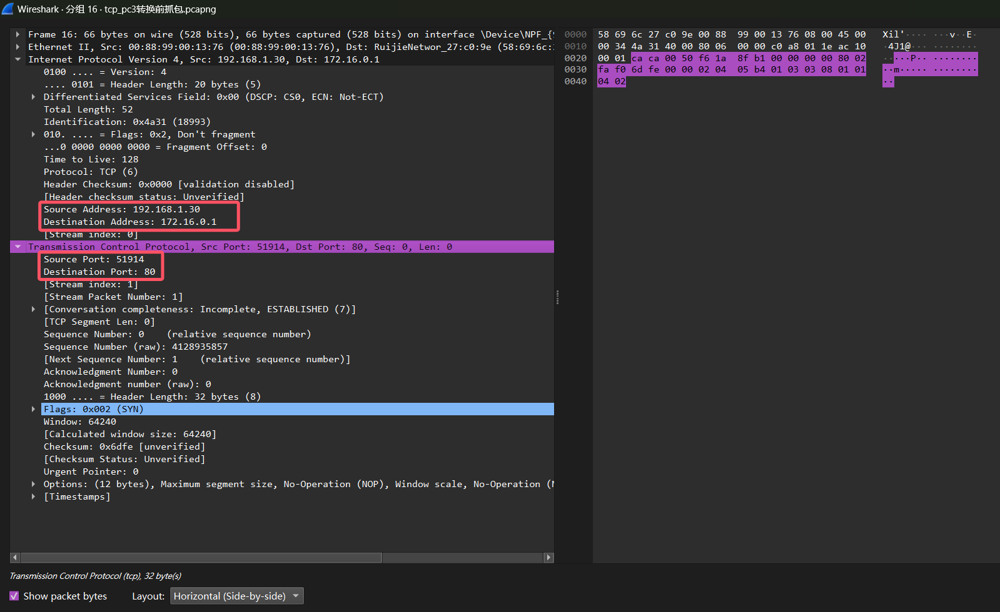 Wireshark · 分组 16 · tcp_pc3转换前抓包.pcapng
Frame 16: 66 bytes on wire (528 bits), 66 bytes captured (528 bits) on interface \Device\NPF_{
Ethernet II, Src: 00:88:99:00:13:76 (00:88:99:00:13:76), Dst: RuijieNetwor_27:c0:9e (58:69:6c:
Internet Protocol Version 4, Src: 192.168.1.30, Dst: 172.16.0.1
0100 .... = Version: 4
.... 0101 = Header Length: 20 bytes (5)
Differentiated Services Field: 0x00 (DSCP: CS0, ECN: Not-ECT)
Total Length: 52
Identification: 0x4a31 (18993)
010. .... = Flags: 0x2, Don't fragment
...0 0000 0000 0000 = Fragment Offset: 0
Time to Live: 128
Protocol: TCP (6)
Header Checksum: 0x0000 [validation disabled]
[Header checksum status: Unverified]
Source Address: 192.168.1.30
Destination Address: 172.16.0.1
[Stream index: 0]
Transmission Control Protocol, Src Port: 51914, Dst Port: 80, Seq: 0, Len: 0
Source Port: 51914
Destination Port: 80
[Stream index: 1]
[Stream Packet Number: 1]
[Conversation completeness: Incomplete, ESTABLISHED (7)]
[TCP Segment Len: 0]
Sequence Number: 0    (relative sequence number)
Sequence Number (raw): 4128935857
[Next Sequence Number: 1    (relative sequence number)]
Acknowledgment Number: 0
Acknowledgment number (raw): 0
1000 .... = Header Length: 32 bytes (8)
Flags: 0x002 (SYN)
Window: 64240
[Calculated window size: 64240]
Checksum: 0x6dfe [unverified]
[Checksum Status: Unverified]
Urgent Pointer: 0
Options: (12 bytes), Maximum segment size, No-Operation (NOP), Window scale, No-Operation (
[Timestamps]
0000 58 69 6c 27 c0 9e 00 88 99 00 13 76 08 00 45 00 Xil'···· ···v··E·
0010 00 34 4a 31 40 00 80 06 00 00 c0 a8 01 1e ac 10 ·4J1@··· ········
0020 00 01 ca ca 00 50 f6 1a 8f b1 00 00 00 00 80 02 ·····P·· ········
0030 fa f0 6d fe 00 00 02 04 05 b4 01 03 03 08 01 01 ··m····· ········
0040 04 02 ··
Transmission Control Protocol (tcp), 32 byte(s)
Show packet bytes Layout: Horizontal (Side-by-side)